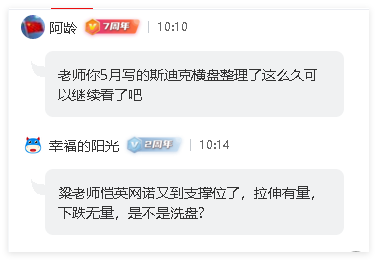 阿龄 7周年 10:10
老师你5月写的斯迪克横盘整理了这么久可
以继续看了吧
幸福的阳光 2周年 10:14
梁老师恺英网诺又到支撑位了，拉伸有量，
下跌无量，是不是洗盘？